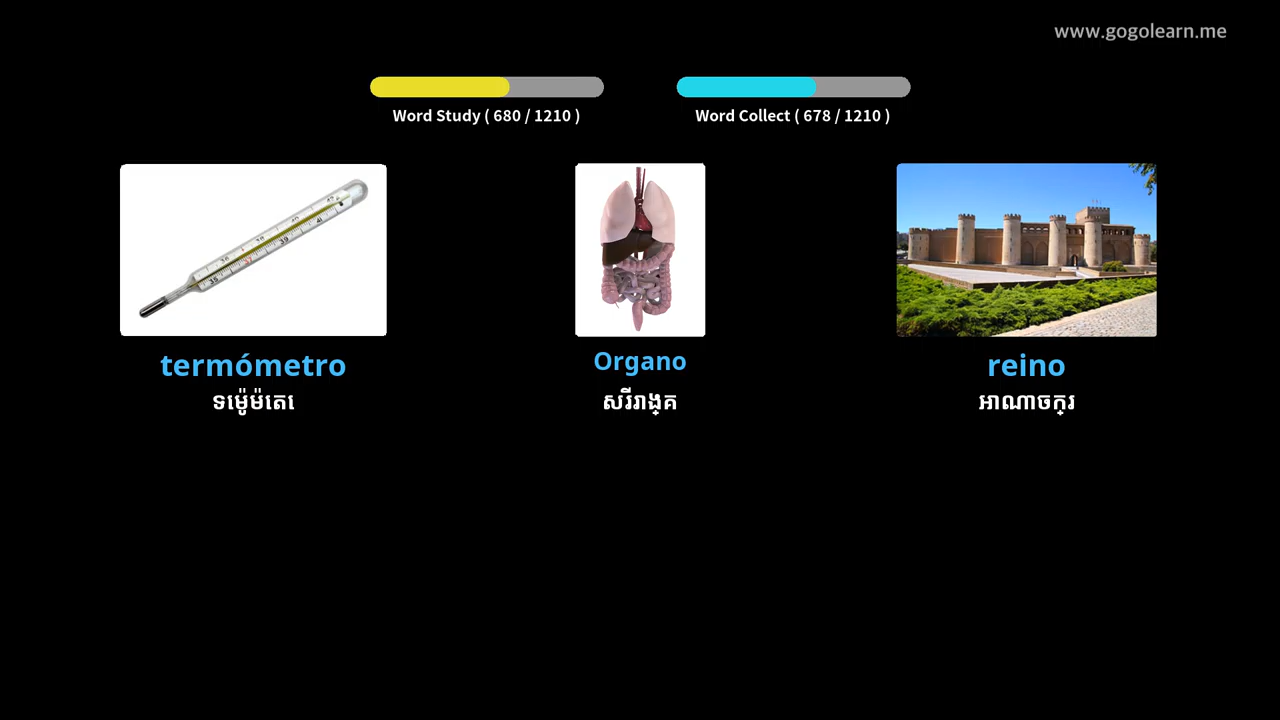 www.gogolearn.me
Word Study ( 680 / 1210 )
Word Collect ( 678 / 1210 )
termómetro
Organo
reino
ទម៉ូម៉តេេ
សរីរាង្គ
អាណាចក្រ